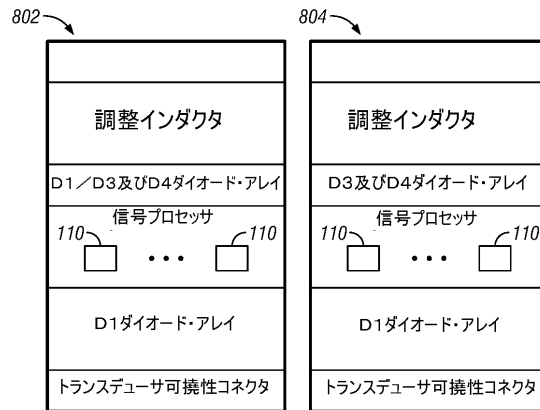 802
調整インダクタ
D1／D3及びD4ダイオード・アレイ
信号プロセッサ
110 ・・・ 110
D1ダイオード・アレイ
トランスデューサ可撓性コネクタ
804
調整インダクタ
D3及びD4ダイオード・アレイ
信号プロセッサ
110 ・・・ 110
D1ダイオード・アレイ
トランスデューサ可撓性コネクタ